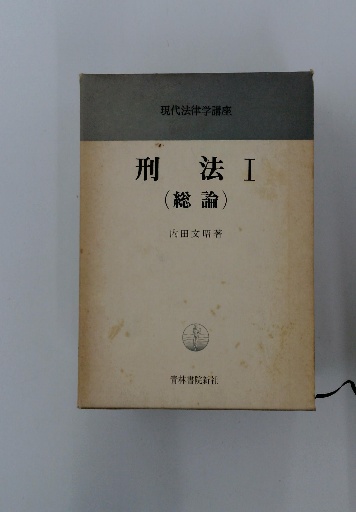 現代法律学講座
刑法 I
(総論)
内田文昭著
青林書院新社